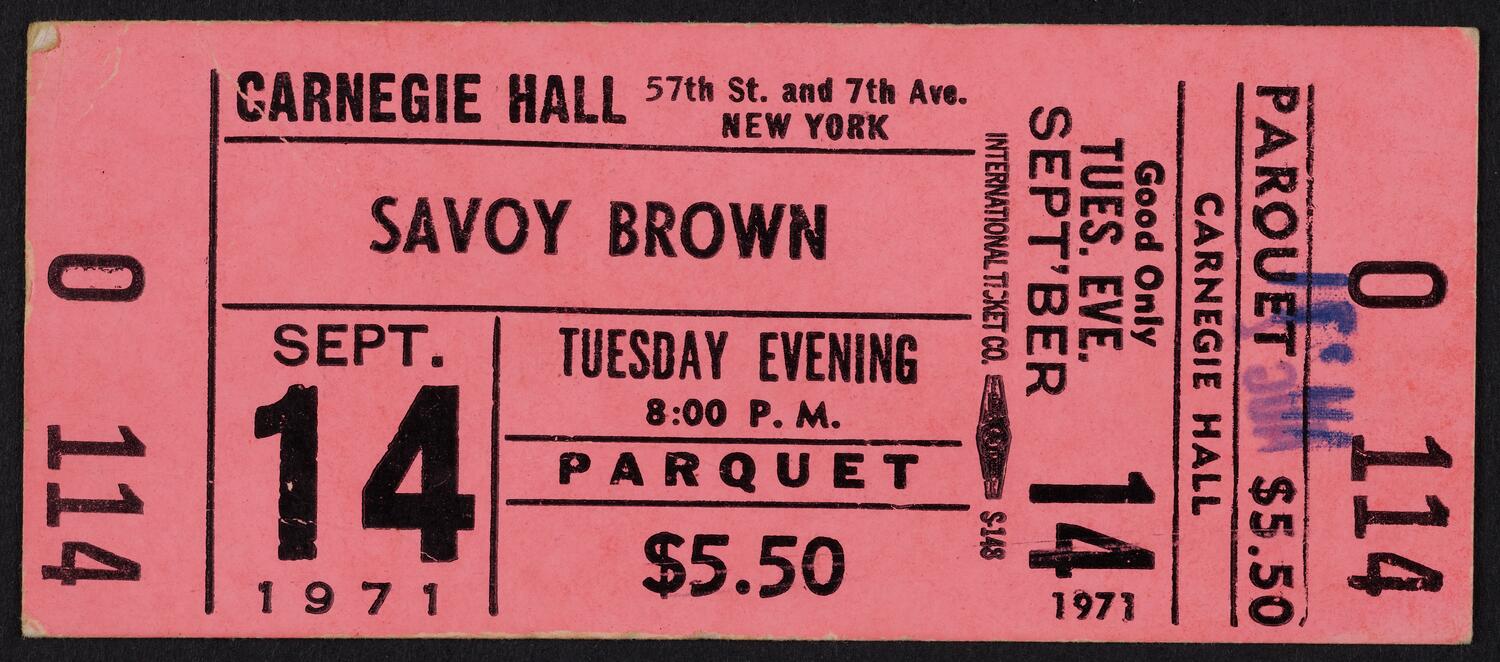 O 114
CARNEGIE HALL 57th St. and 7th Ave.
NEW YORK
SAVOY BROWN
SEPT.
14
1971
TUESDAY EVENING
8:00 P. M.
PARQUET
$5.50
INTERNATIONAL TICKET CO. S148
Good Only
TUES. EVE.
SEPT'BER
14
1971
CARNEGIE HALL
PARQUET $5.50
O 114